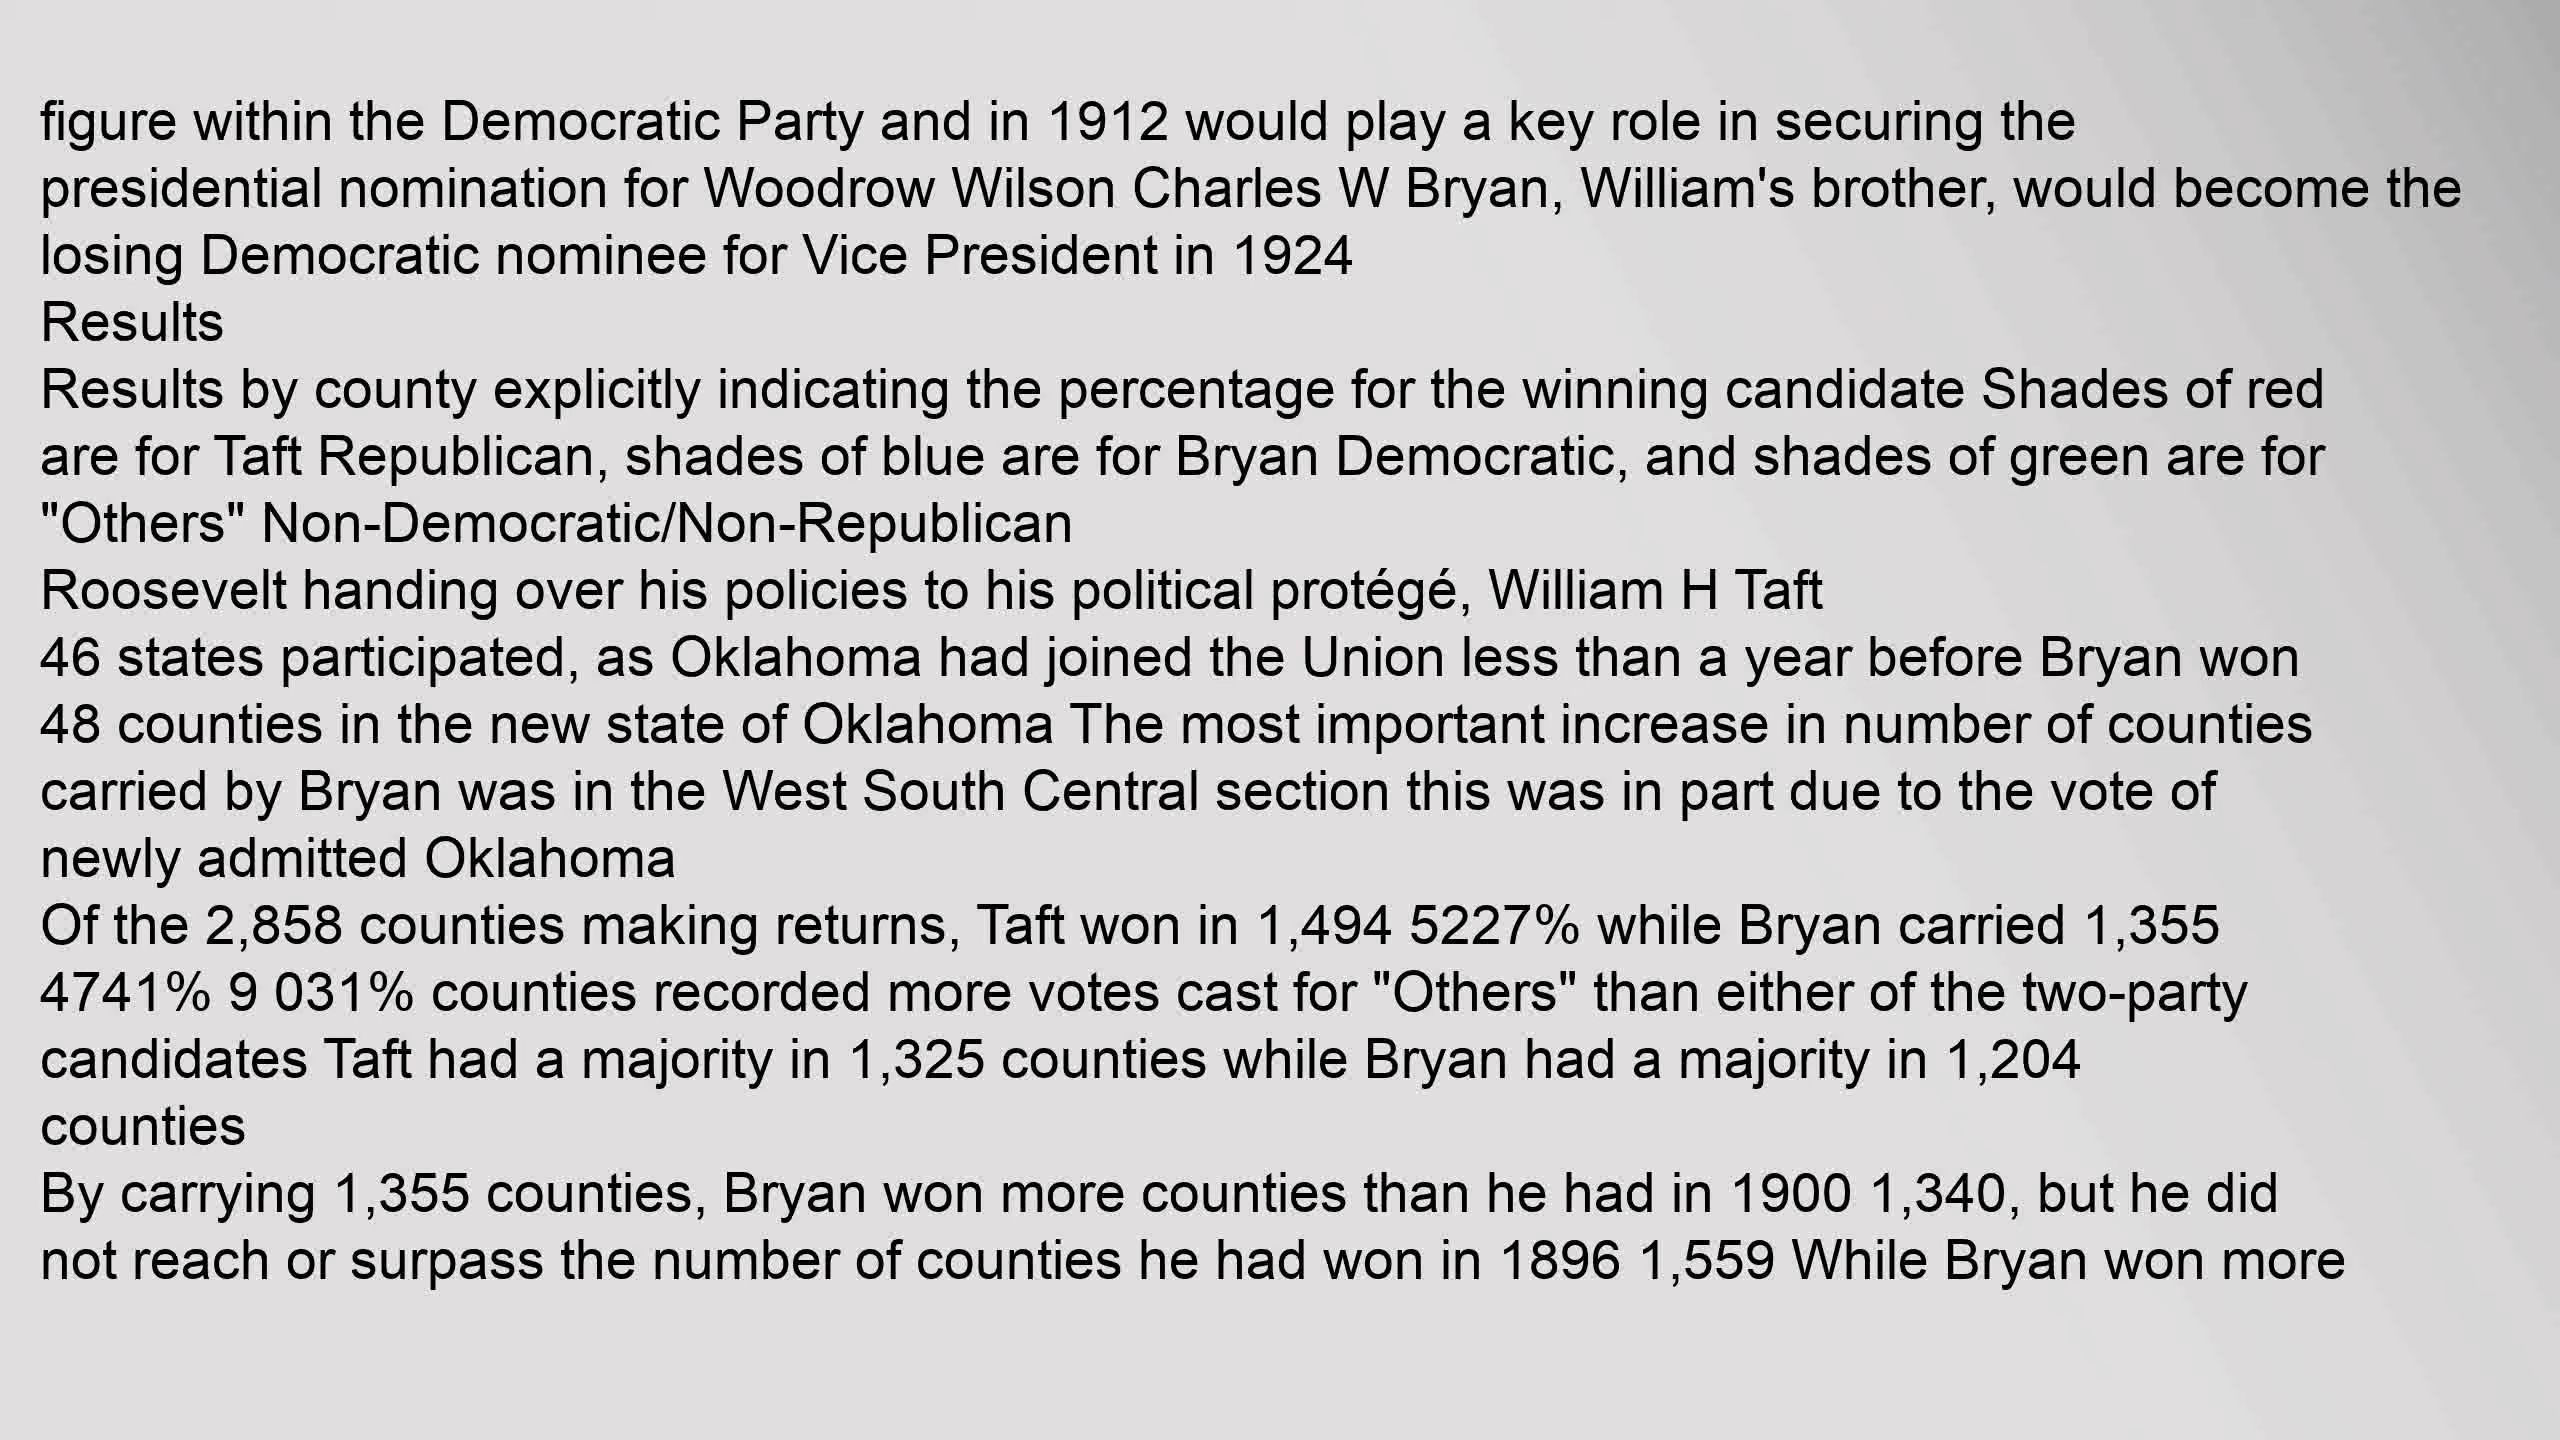 figure within the Democratic Party and in 1912 would play a key role in securing the
presidential nomination for Woodrow Wilson Charles W Bryan, William's brother, would become the
losing Democratic nominee for Vice President in 1924
Results
Results by county explicitly indicating the percentage for the winning candidate Shades of red
are for Taft Republican, shades of blue are for Bryan Democratic, and shades of green are for
"Others" Non-Democratic/Non-Republican
Roosevelt handing over his policies to his political protégé, William H Taft
46 states participated, as Oklahoma had joined the Union less than a year before Bryan won
48 counties in the new state of Oklahoma The most important increase in number of counties
carried by Bryan was in the West South Central section this was in part due to the vote of
newly admitted Oklahoma
Of the 2,858 counties making returns, Taft won in 1,494 5227% while Bryan carried 1,355
4741% 9 031% counties recorded more votes cast for "Others" than either of the two-party
candidates Taft had a majority in 1,325 counties while Bryan had a majority in 1,204
counties
By carrying 1,355 counties, Bryan won more counties than he had in 1900 1,340, but he did
not reach or surpass the number of counties he had won in 1896 1,559 While Bryan won more